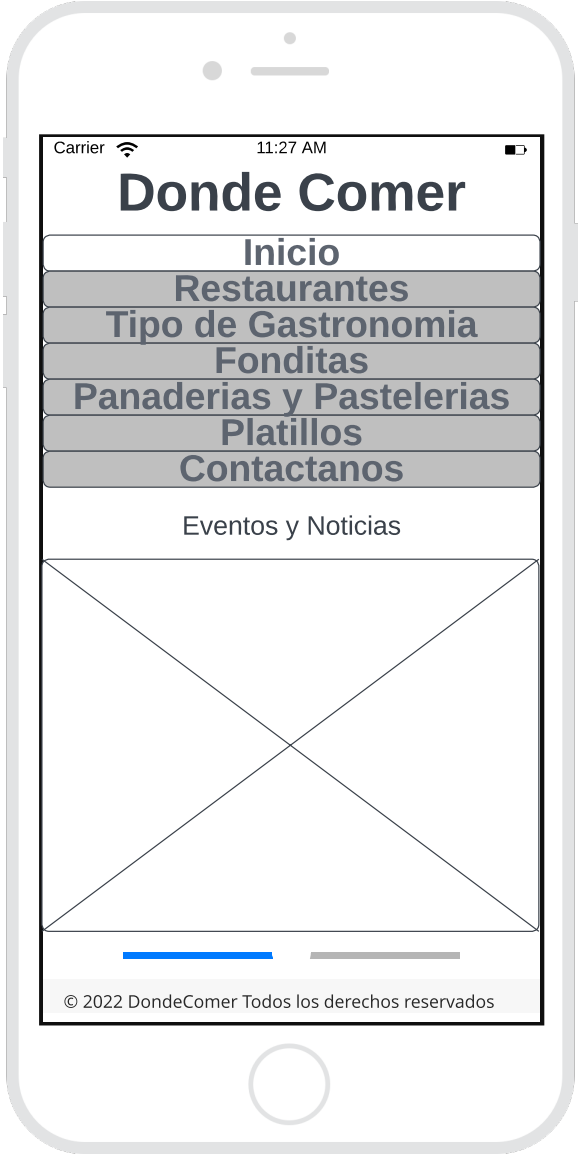 Carrier 11:27 AM
Donde Comer
Inicio
Restaurantes
Tipo de Gastronomia
Fonditas
Panaderias y Pastelerias
Platillos
Contactanos
Eventos y Noticias
© 2022 DondeComer Todos los derechos reservados